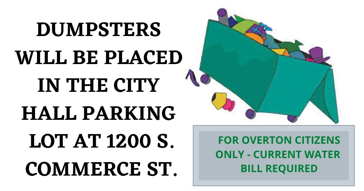 DUMPSTERS
WILL BE PLACED
IN THE CITY
HALL PARKING
LOT AT 1200 S.
COMMERCE ST.
FOR OVERTON CITIZENS
ONLY - CURRENT WATER
BILL REQUIRED